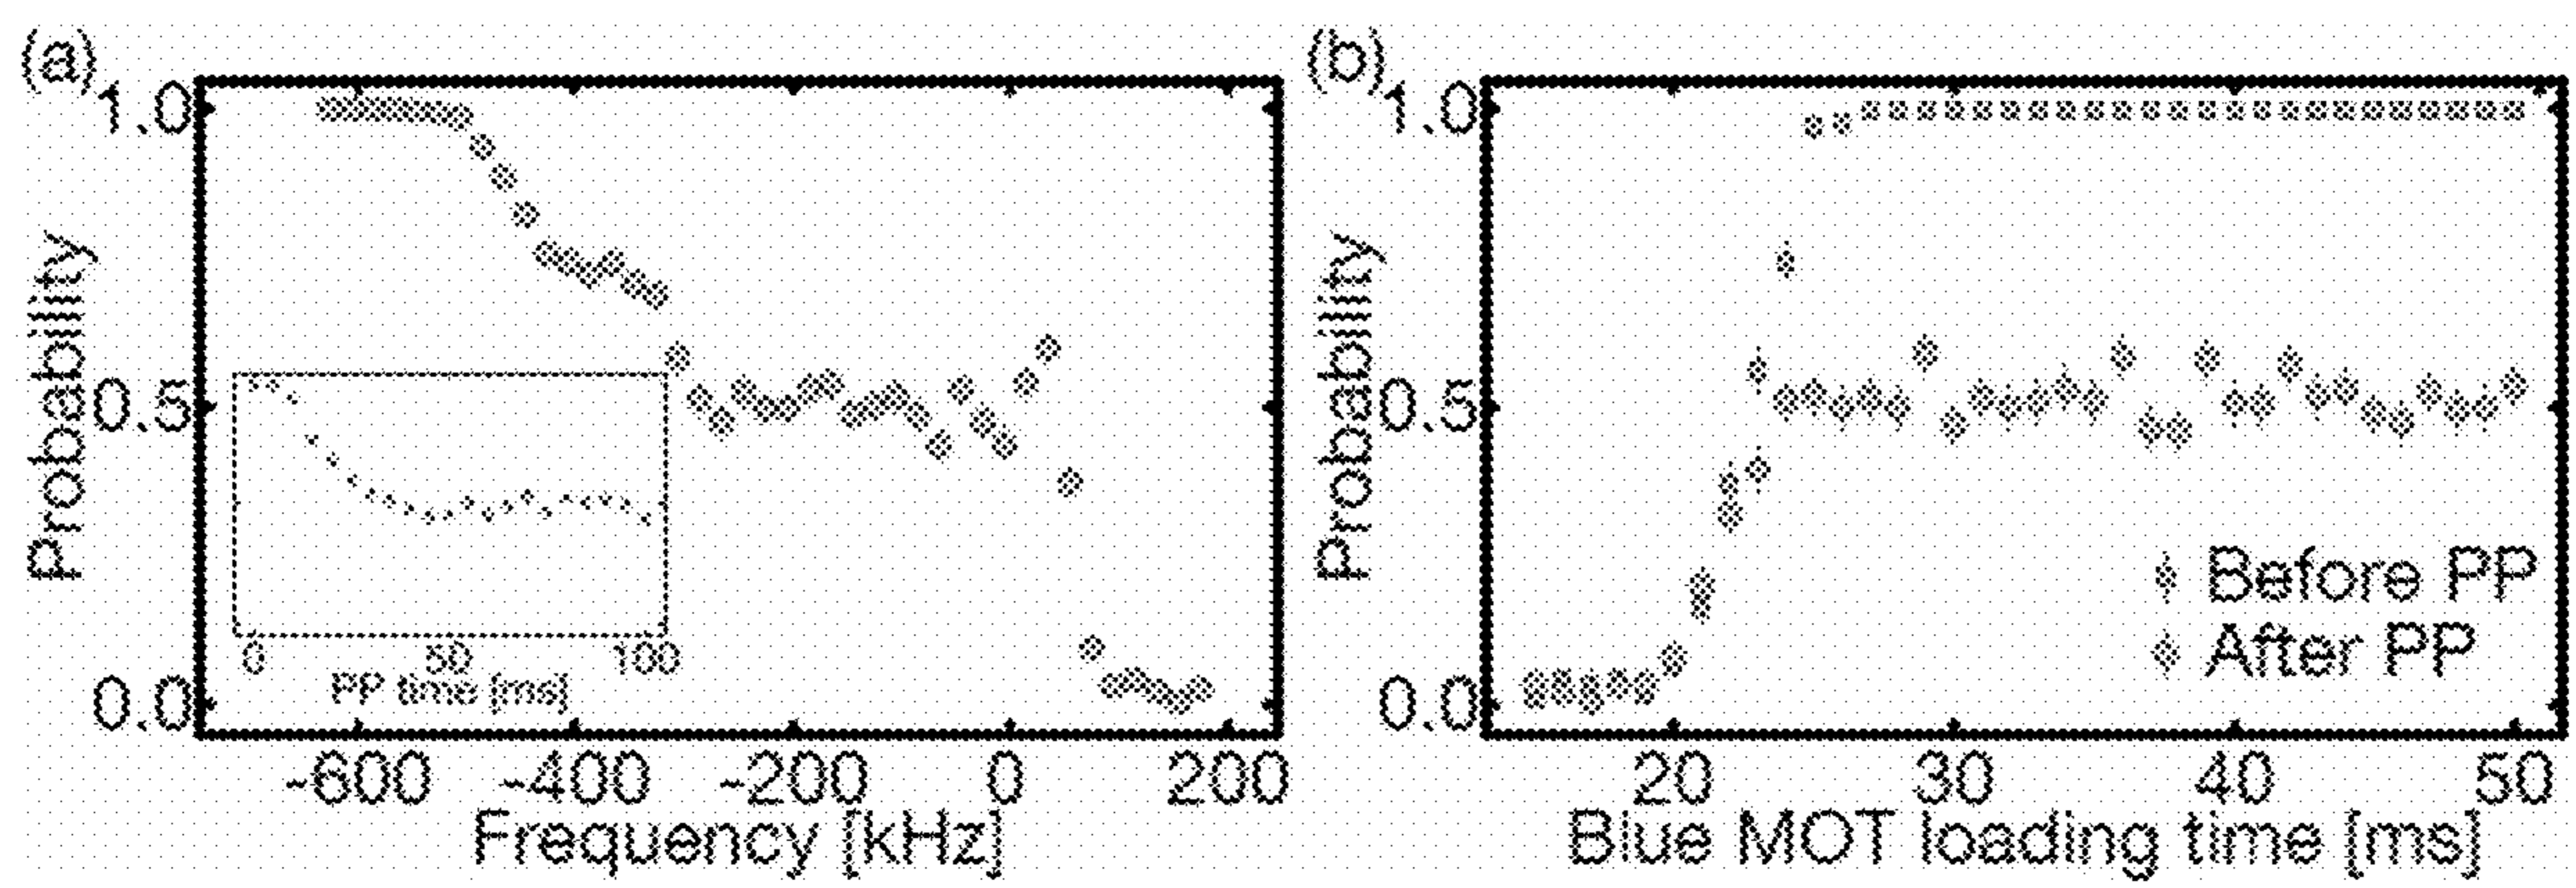 (a)
1.0
0.5
0.0
Probability
0 50 100
PP time [ms]
-600 -400 -200 0 200
Frequency [kHz]
(b)
1.0
0.5
0.0
Probability
Before PP
After PP
20 30 40 50
Blue MOT loading time [ms]